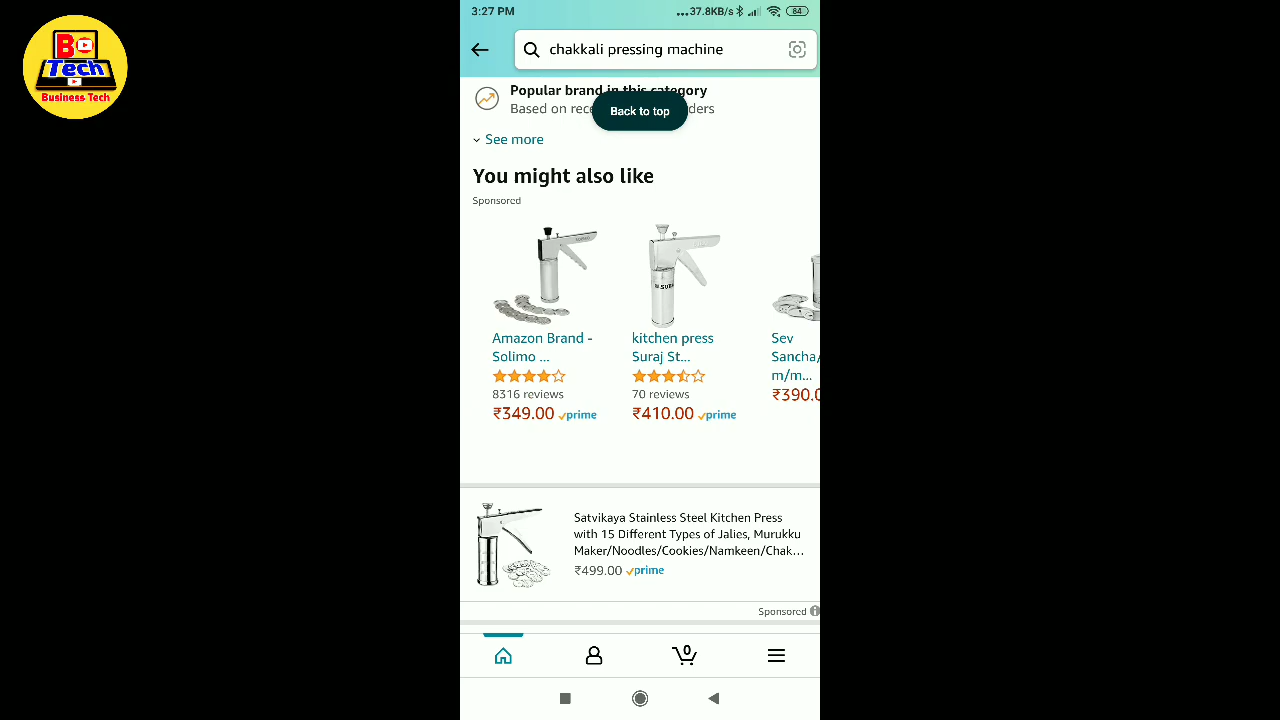 BO
Tech
Business Tech
3:27 PM
...37.8KB/s
84
chakkali pressing machine
Popular brand in this category
Based on
Back to top
See more
You might also like
Sponsored
Amazon Brand -
Solimo ...
8316 reviews
₹349.00 prime
kitchen press
Suraj St...
70 reviews
₹410.00 prime
Sev
Sancha/
m/m...
₹390.0
Satvikaya Stainless Steel Kitchen Press
with 15 Different Types of Jalies, Murukku
Maker/Noodles/Cookies/Namkeen/Chak...
₹499.00 prime
Sponsored
0